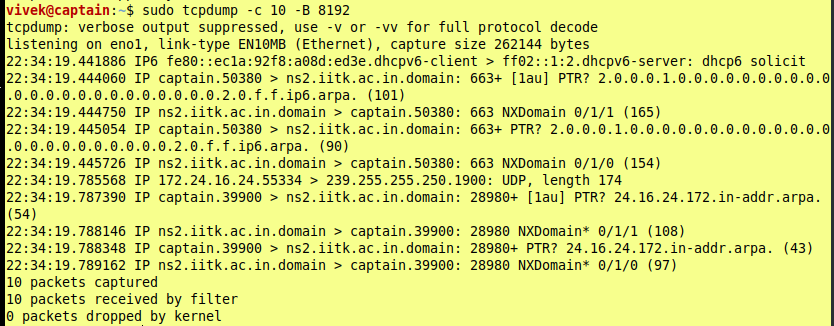 vivek@captain:~$ sudo tcpdump -c 10 -B 8192
tcpdump: verbose output suppressed, use -v or -vv for full protocol decode
listening on eno1, link-type EN10MB (Ethernet), capture size 262144 bytes
22:34:19.441886 IP6 fe80::ec1a:92f8:a08d:ed3e.dhcpv6-client > ff02::1:2.dhcpv6-server: dhcp6 solicit
22:34:19.444060 IP captain.50380 > ns2.iitk.ac.in.domain: 663+ [1au] PTR? 2.0.0.0.1.0.0.0.0.0.0.0.0.0.0
.0.0.0.0.0.0.0.0.0.0.0.0.0.2.0.f.f.ip6.arpa. (101)
22:34:19.444750 IP ns2.iitk.ac.in.domain > captain.50380: 663 NXDomain 0/1/1 (165)
22:34:19.445054 IP captain.50380 > ns2.iitk.ac.in.domain: 663+ PTR? 2.0.0.0.1.0.0.0.0.0.0.0.0.0.0.0.0.0
.0.0.0.0.0.0.0.0.0.0.2.0.f.f.ip6.arpa. (90)
22:34:19.445726 IP ns2.iitk.ac.in.domain > captain.50380: 663 NXDomain 0/1/0 (154)
22:34:19.785568 IP 172.24.16.24.55334 > 239.255.255.250.1900: UDP, length 174
22:34:19.787390 IP captain.39900 > ns2.iitk.ac.in.domain: 28980+ [1au] PTR? 24.16.24.172.in-addr.arpa.
(54)
22:34:19.788146 IP ns2.iitk.ac.in.domain > captain.39900: 28980 NXDomain* 0/1/1 (108)
22:34:19.788348 IP captain.39900 > ns2.iitk.ac.in.domain: 28980+ PTR? 24.16.24.172.in-addr.arpa. (43)
22:34:19.789162 IP ns2.iitk.ac.in.domain > captain.39900: 28980 NXDomain* 0/1/0 (97)
10 packets captured
10 packets received by filter
0 packets dropped by kernel